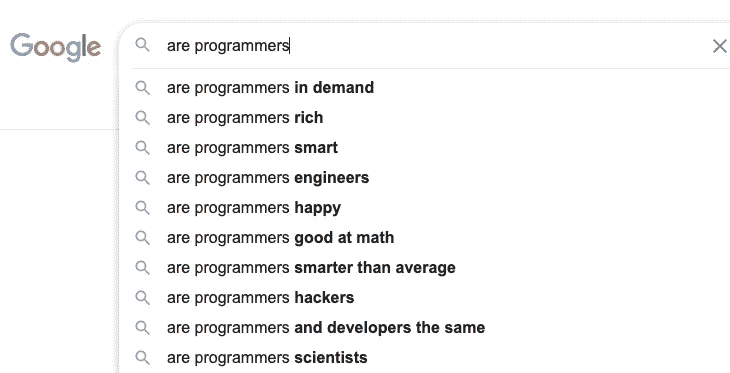 Google
are programmers
are programmers in demand
are programmers rich
are programmers smart
are programmers engineers
are programmers happy
are programmers good at math
are programmers smarter than average
are programmers hackers
are programmers and developers the same
are programmers scientists